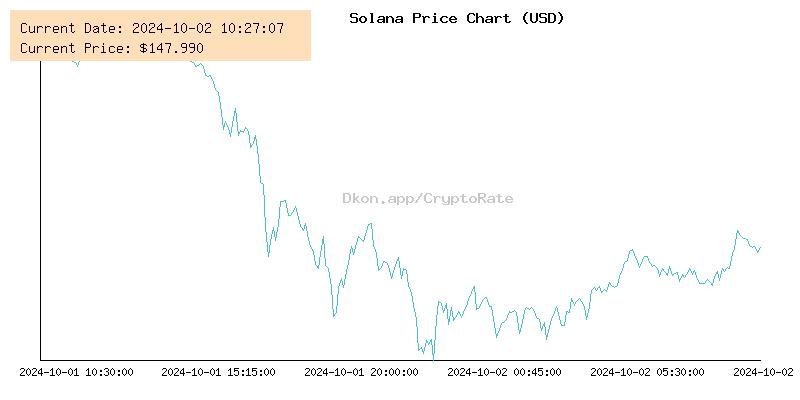 Solana Price Chart (USD)
Current Date: 2024-10-02 10:27:07
Current Price: $147.990
Dkon.app/CryptoRate
2024-10-01 10:30:00
2024-10-01 15:15:00
2024-10-01 20:00:00
2024-10-02 00:45:00
2024-10-02 05:30:00
2024-10-02